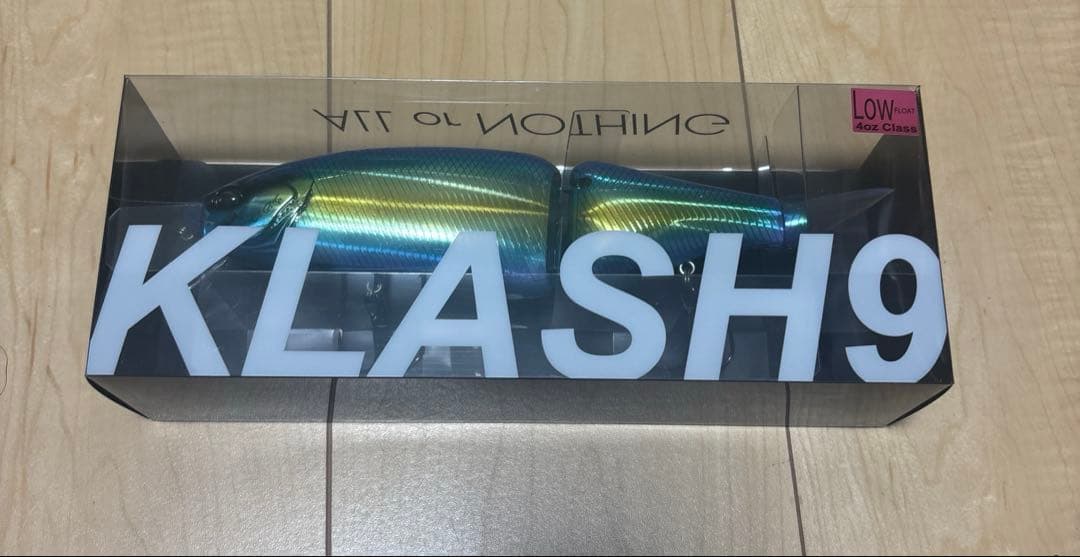 ALL or NOTHING
LOW FLOAT
4oz Class
KLASH9